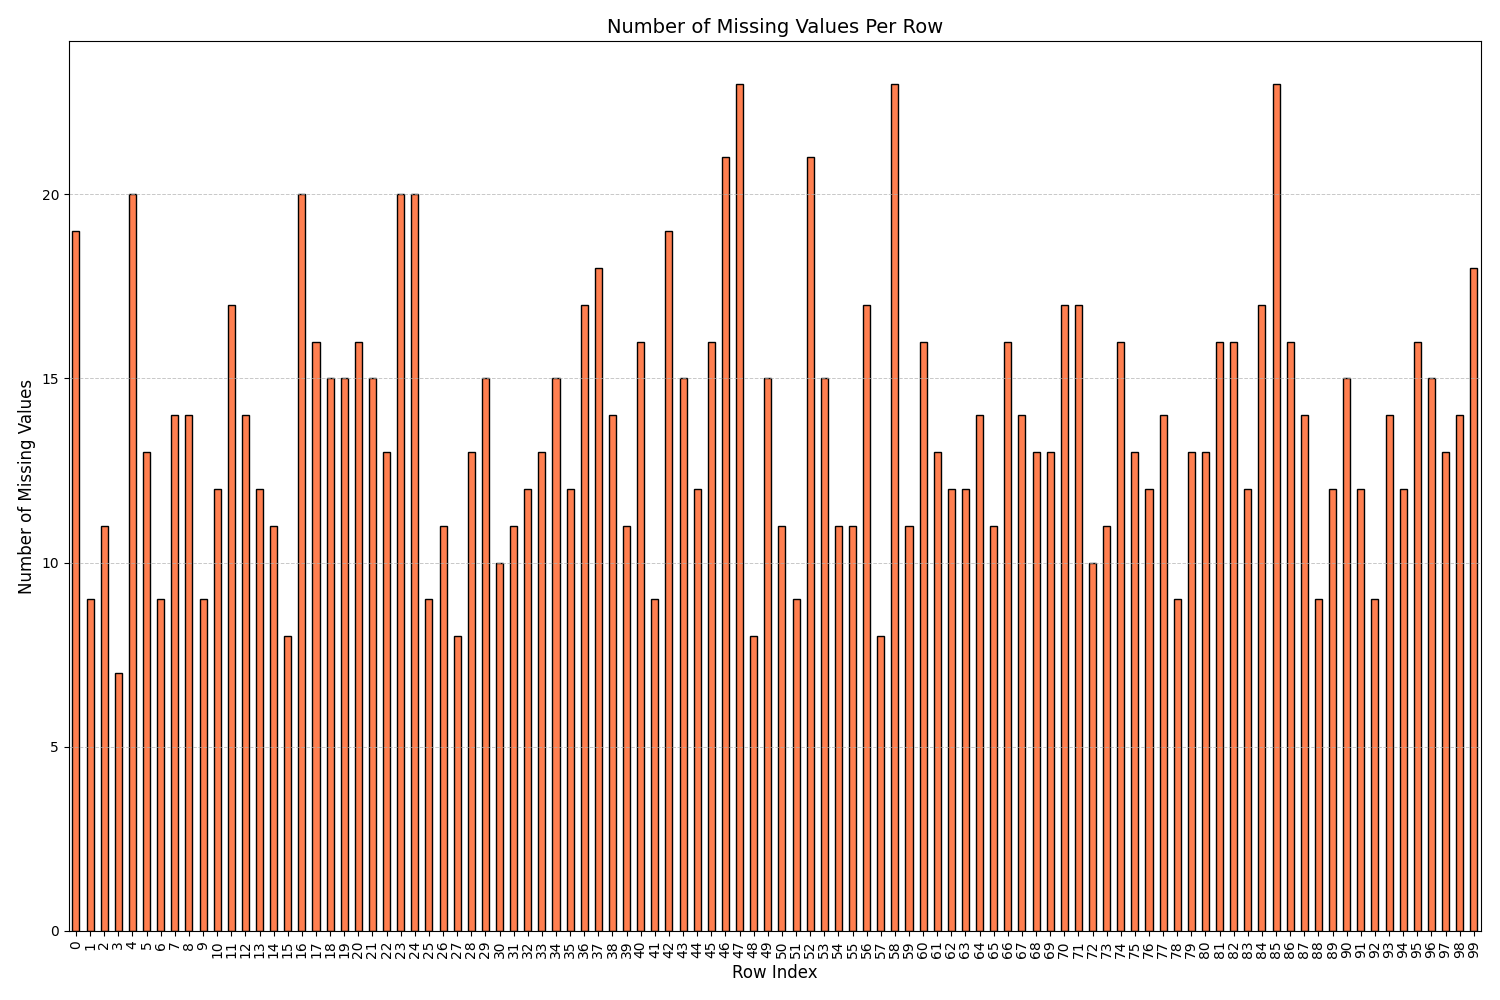 Number of Missing Values Per Row
Number of Missing Values
20
15
10
5
0
0 1 2 3 4 5 6 7 8 9 10 11 12 13 14 15 16 17 18 19 20 21 22 23 24 25 26 27 28 29 30 31 32 33 34 35 36 37 38 39 40 41 42 43 44 45 46 47 48 49 50 51 52 53 54 55 56 57 58 59 60 61 62 63 64 65 66 67 68 69 70 71 72 73 74 75 76 77 78 79 80 81 82 83 84 85 86 87 88 89 90 91 92 93 94 95 96 97 98 99
Row Index